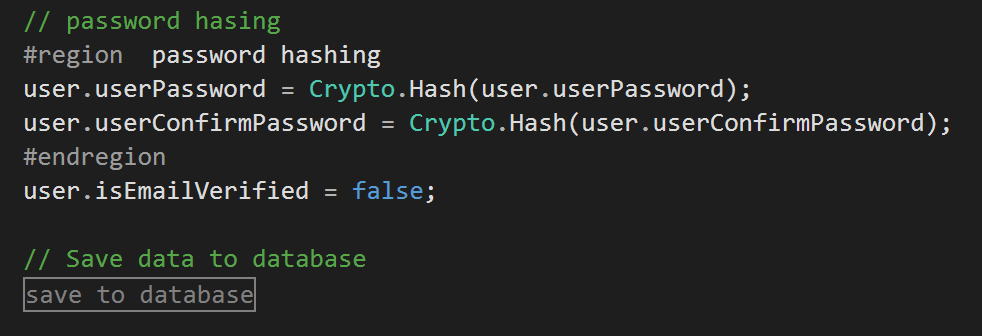 // password hasing
#region  password hashing
user.userPassword = Crypto.Hash(user.userPassword);
user.userConfirmPassword = Crypto.Hash(user.userConfirmPassword);
#endregion
user.isEmailVerified = false;
// Save data to database
save to database